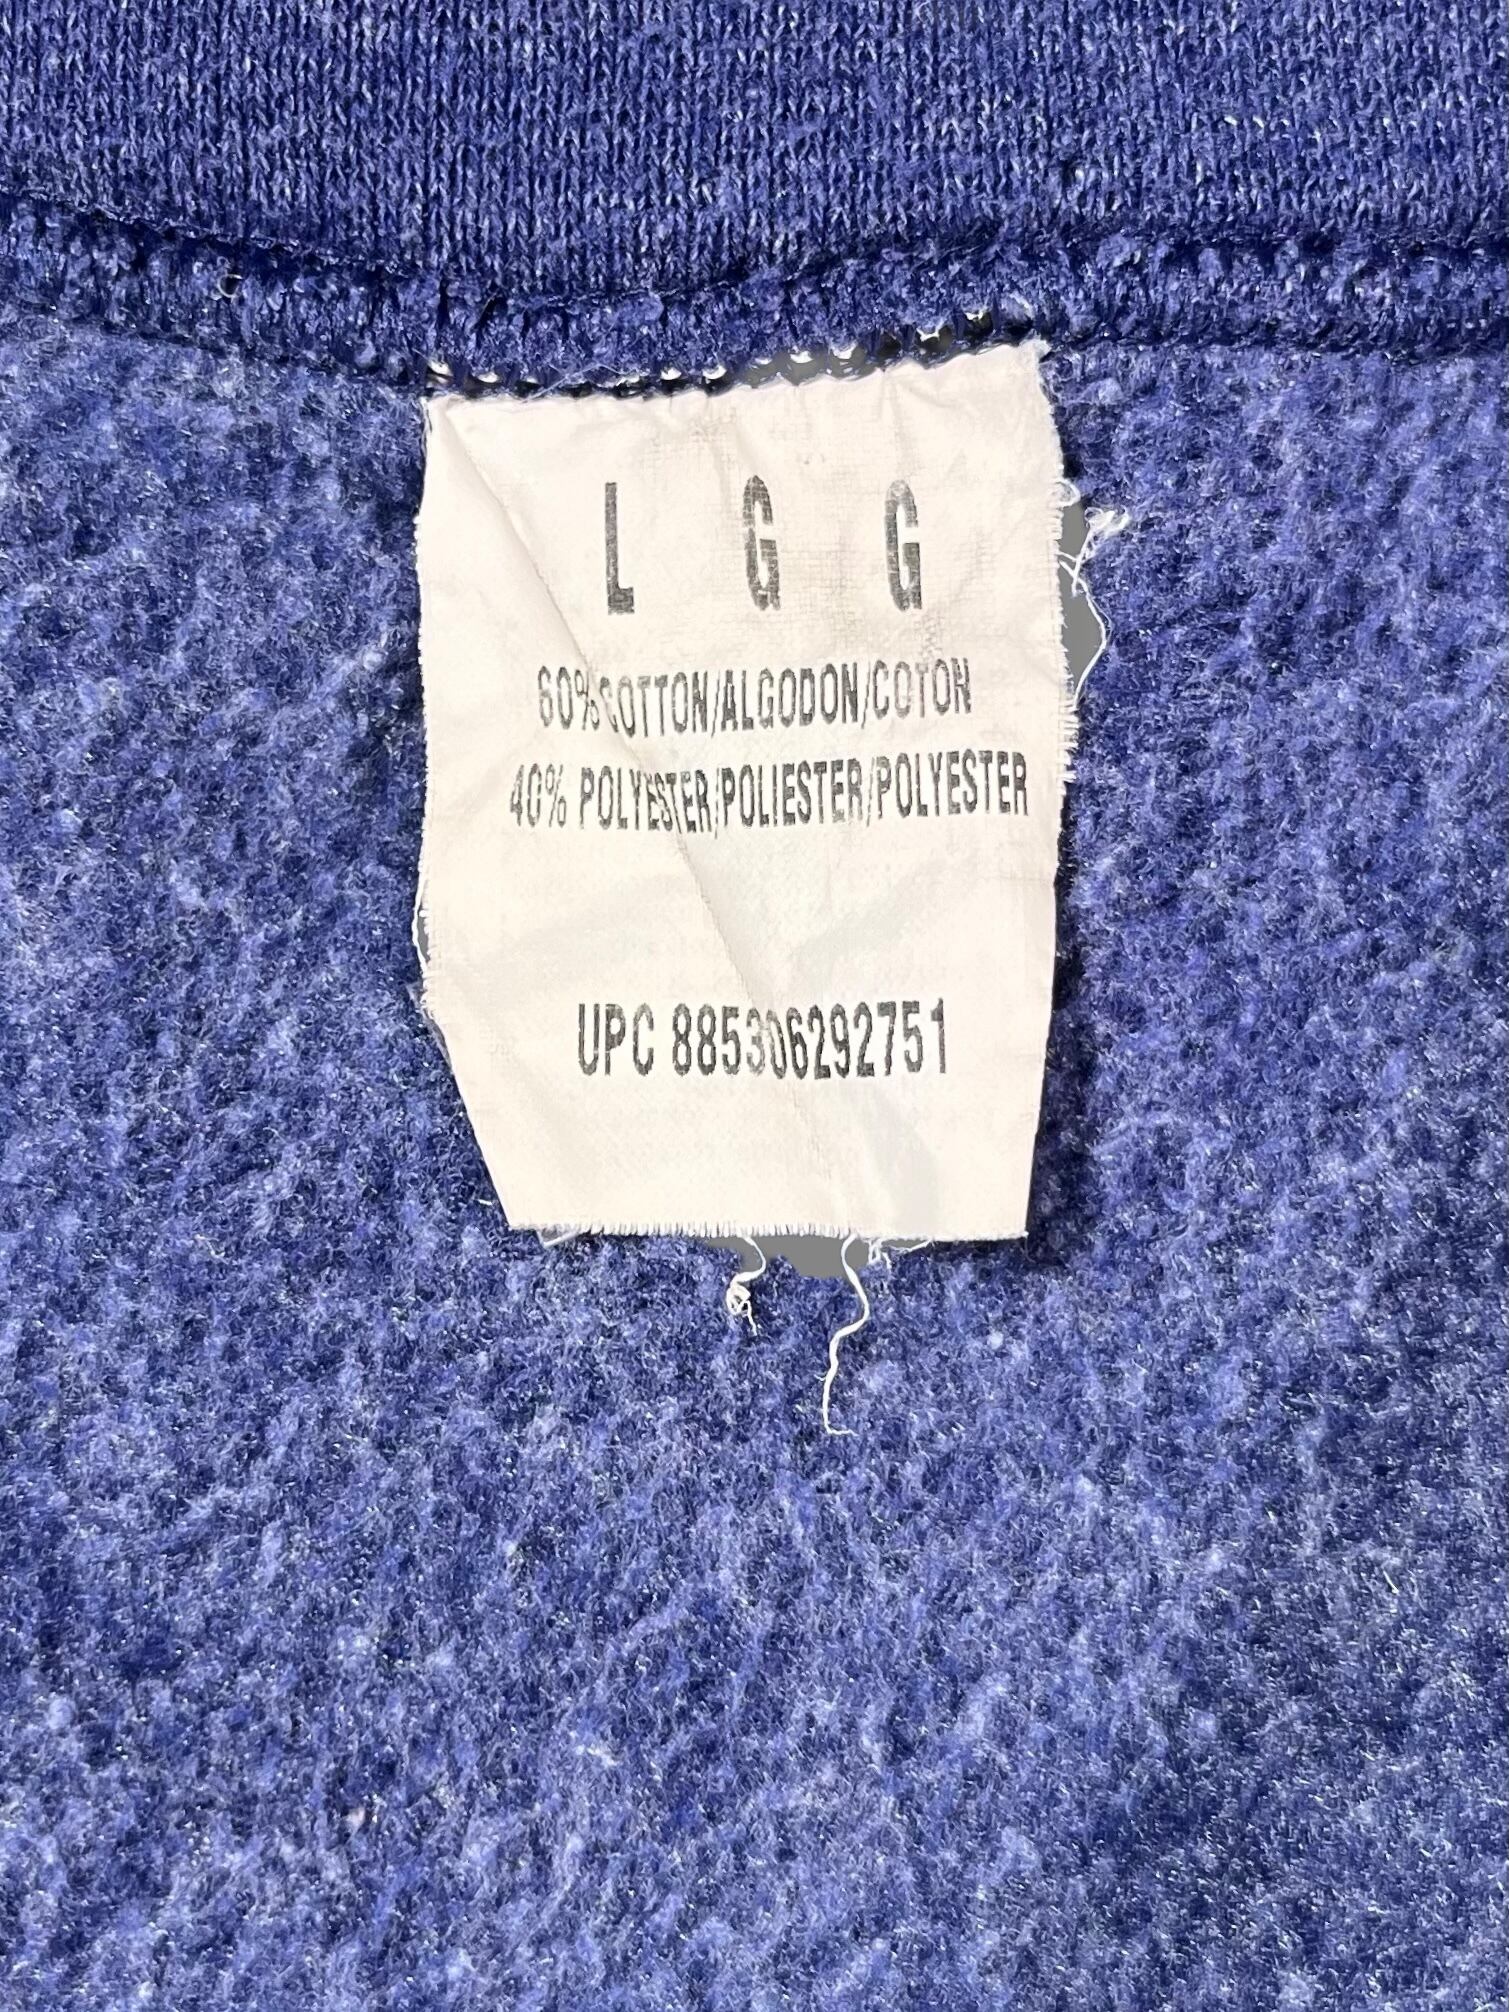 L G G
60% COTTON/ALGODON/COTON
40% POLYESTER/POLIESTER/POLYESTER
UPC 885306292751